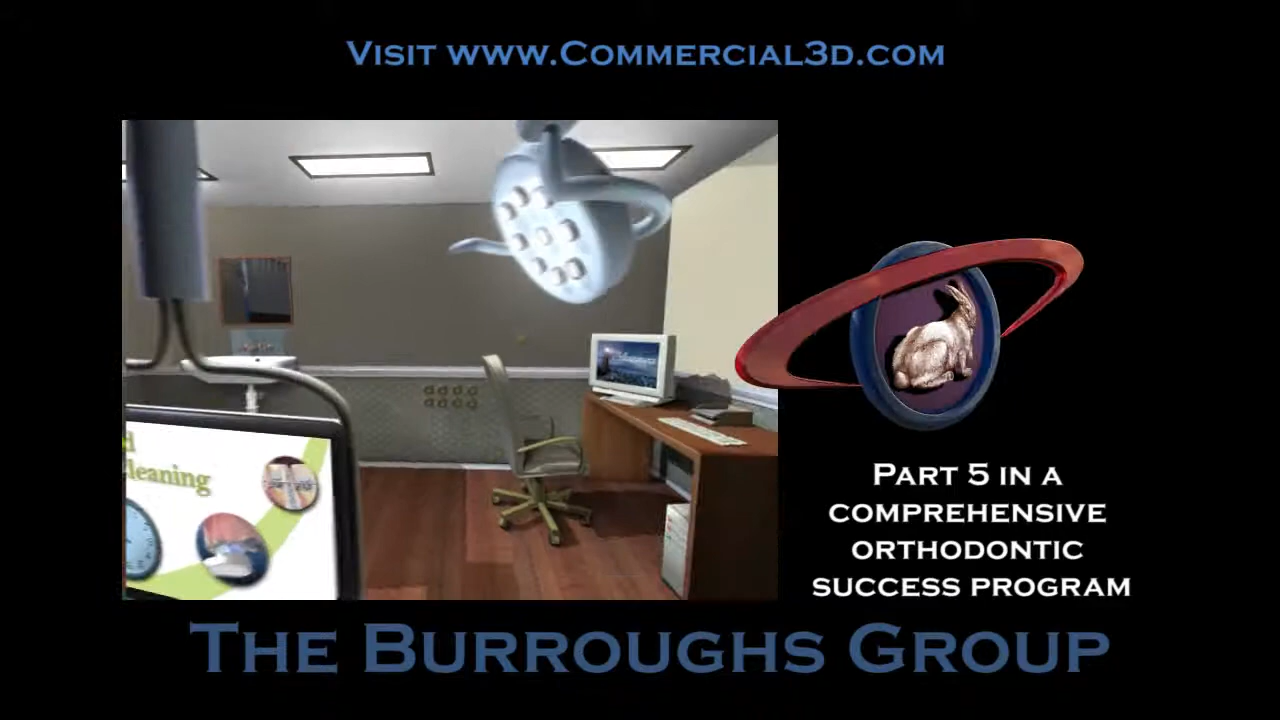 Visit www.Commercial3d.com
d
leaning
Part 5 in a
comprehensive
orthodontic
success program
The Burroughs Group